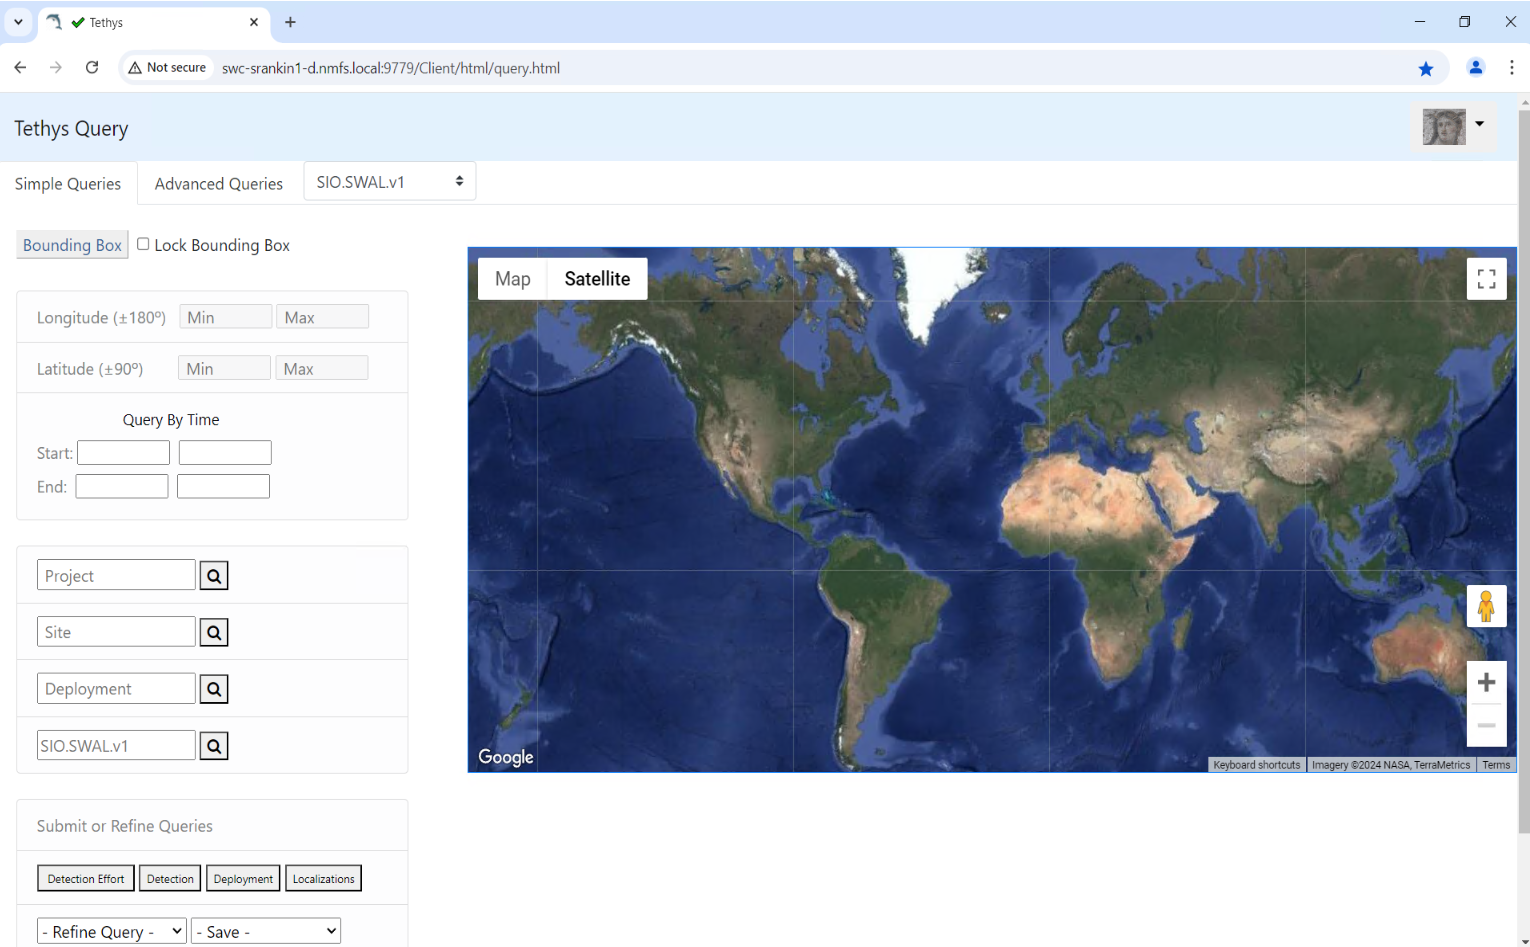 Tethys
Not secure
swc-srankin1-d.nmfs.local:9779/Client/html/query.html
Tethys Query
Simple Queries
Advanced Queries
SIO.SWAL.v1
Bounding Box
Lock Bounding Box
Longitude (±180º)
Min
Max
Latitude (±90º)
Min
Max
Query By Time
Start:
End:
Project
Site
Deployment
SIO.SWAL.v1
Submit or Refine Queries
Detection Effort
Detection
Deployment
Localizations
- Refine Query -
- Save -
Map
Satellite
Google
Keyboard shortcuts
Imagery ©2024 NASA, TerraMetrics
Terms